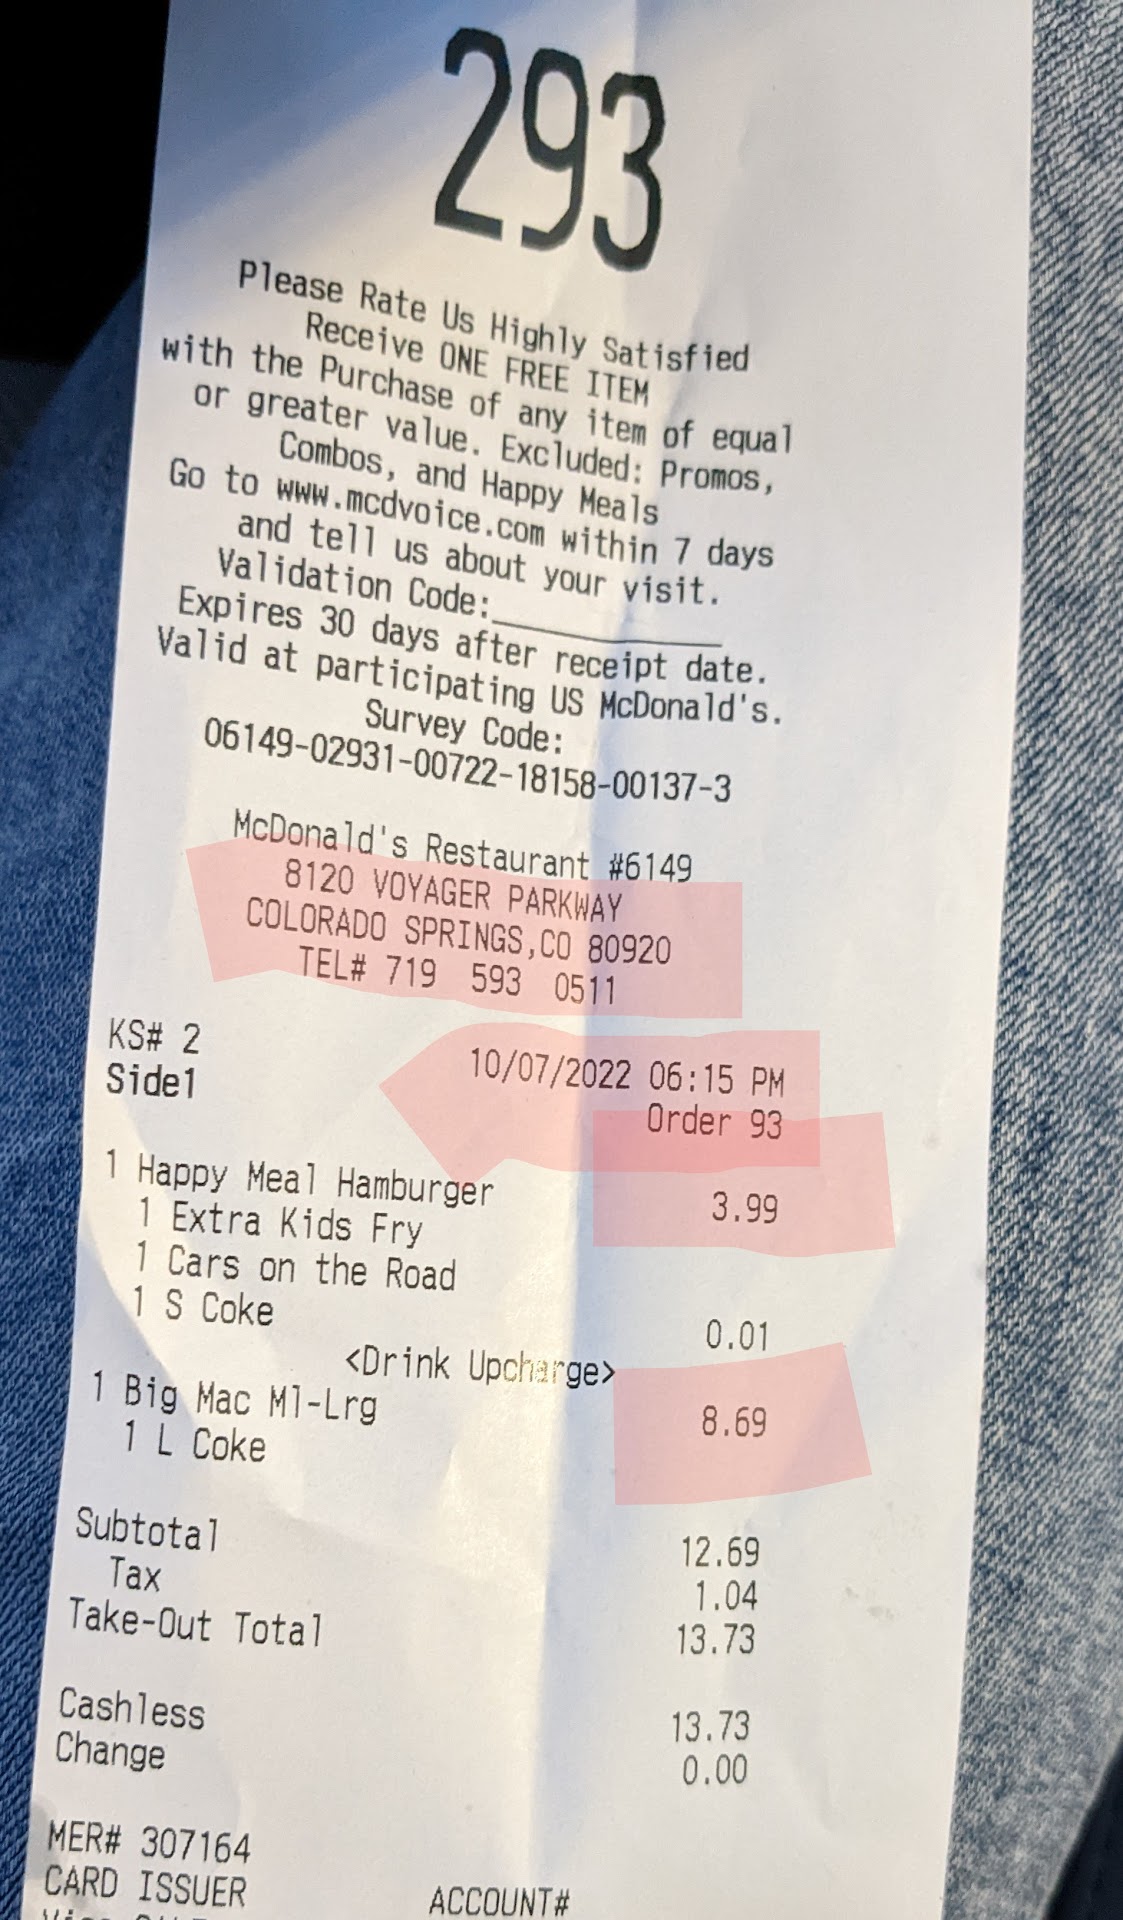 293
Please Rate Us Highly Satisfied
Receive ONE FREE ITEM
with the Purchase of any item of equal
or greater value. Excluded: Promos,
Combos, and Happy Meals
Go to www.mcdvoice.com within 7 days
and tell us about your visit.
Validation Code:____________
Expires 30 days after receipt date.
Valid at participating US McDonald's.
Survey Code:
06149-02931-00722-18158-00137-3
McDonald's Restaurant #6149
8120 VOYAGER PARKWAY
COLORADO SPRINGS,CO 80920
TEL# 719 593 0511
KS# 2 10/07/2022 06:15 PM
Side1 Order 93
1 Happy Meal Hamburger 3.99
1 Extra Kids Fry
1 Cars on the Road
1 S Coke 0.01
<Drink Upcharge>
1 Big Mac Ml-Lrg 8.69
1 L Coke
Subtotal 12.69
Tax 1.04
Take-Out Total 13.73
Cashless 13.73
Change 0.00
MER# 307164
CARD ISSUER ACCOUNT#